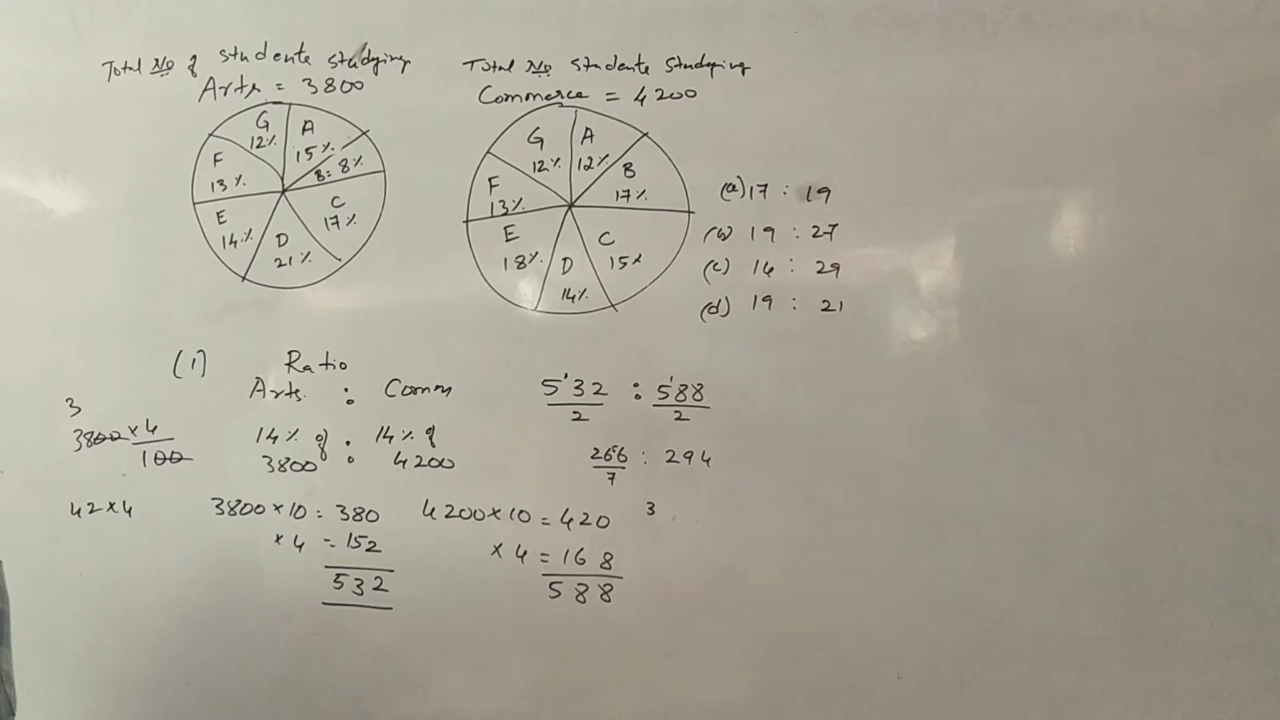 Total No of students studying
Arts = 3800
G
12%
A
15%
B = 8%
F
13%
C
17%
E
14%
D
21%
Total No students studying
Commerce = 4200
G
12%
A
12%
B
17%
F
13%
E
18%
C
15%
D
14%
(a) 17 : 19
(b) 19 : 27
(c) 16 : 29
(d) 19 : 21
(1) Ratio
Arts : Comm
14% of : 14% of
3800 : 4200
3
3800 × 4
100
42 × 4
3800 × 10 = 380
× 4 = 152
532
4200 × 10 = 420
× 4 = 168
588
532 : 588
2 2
266 : 294
7
3